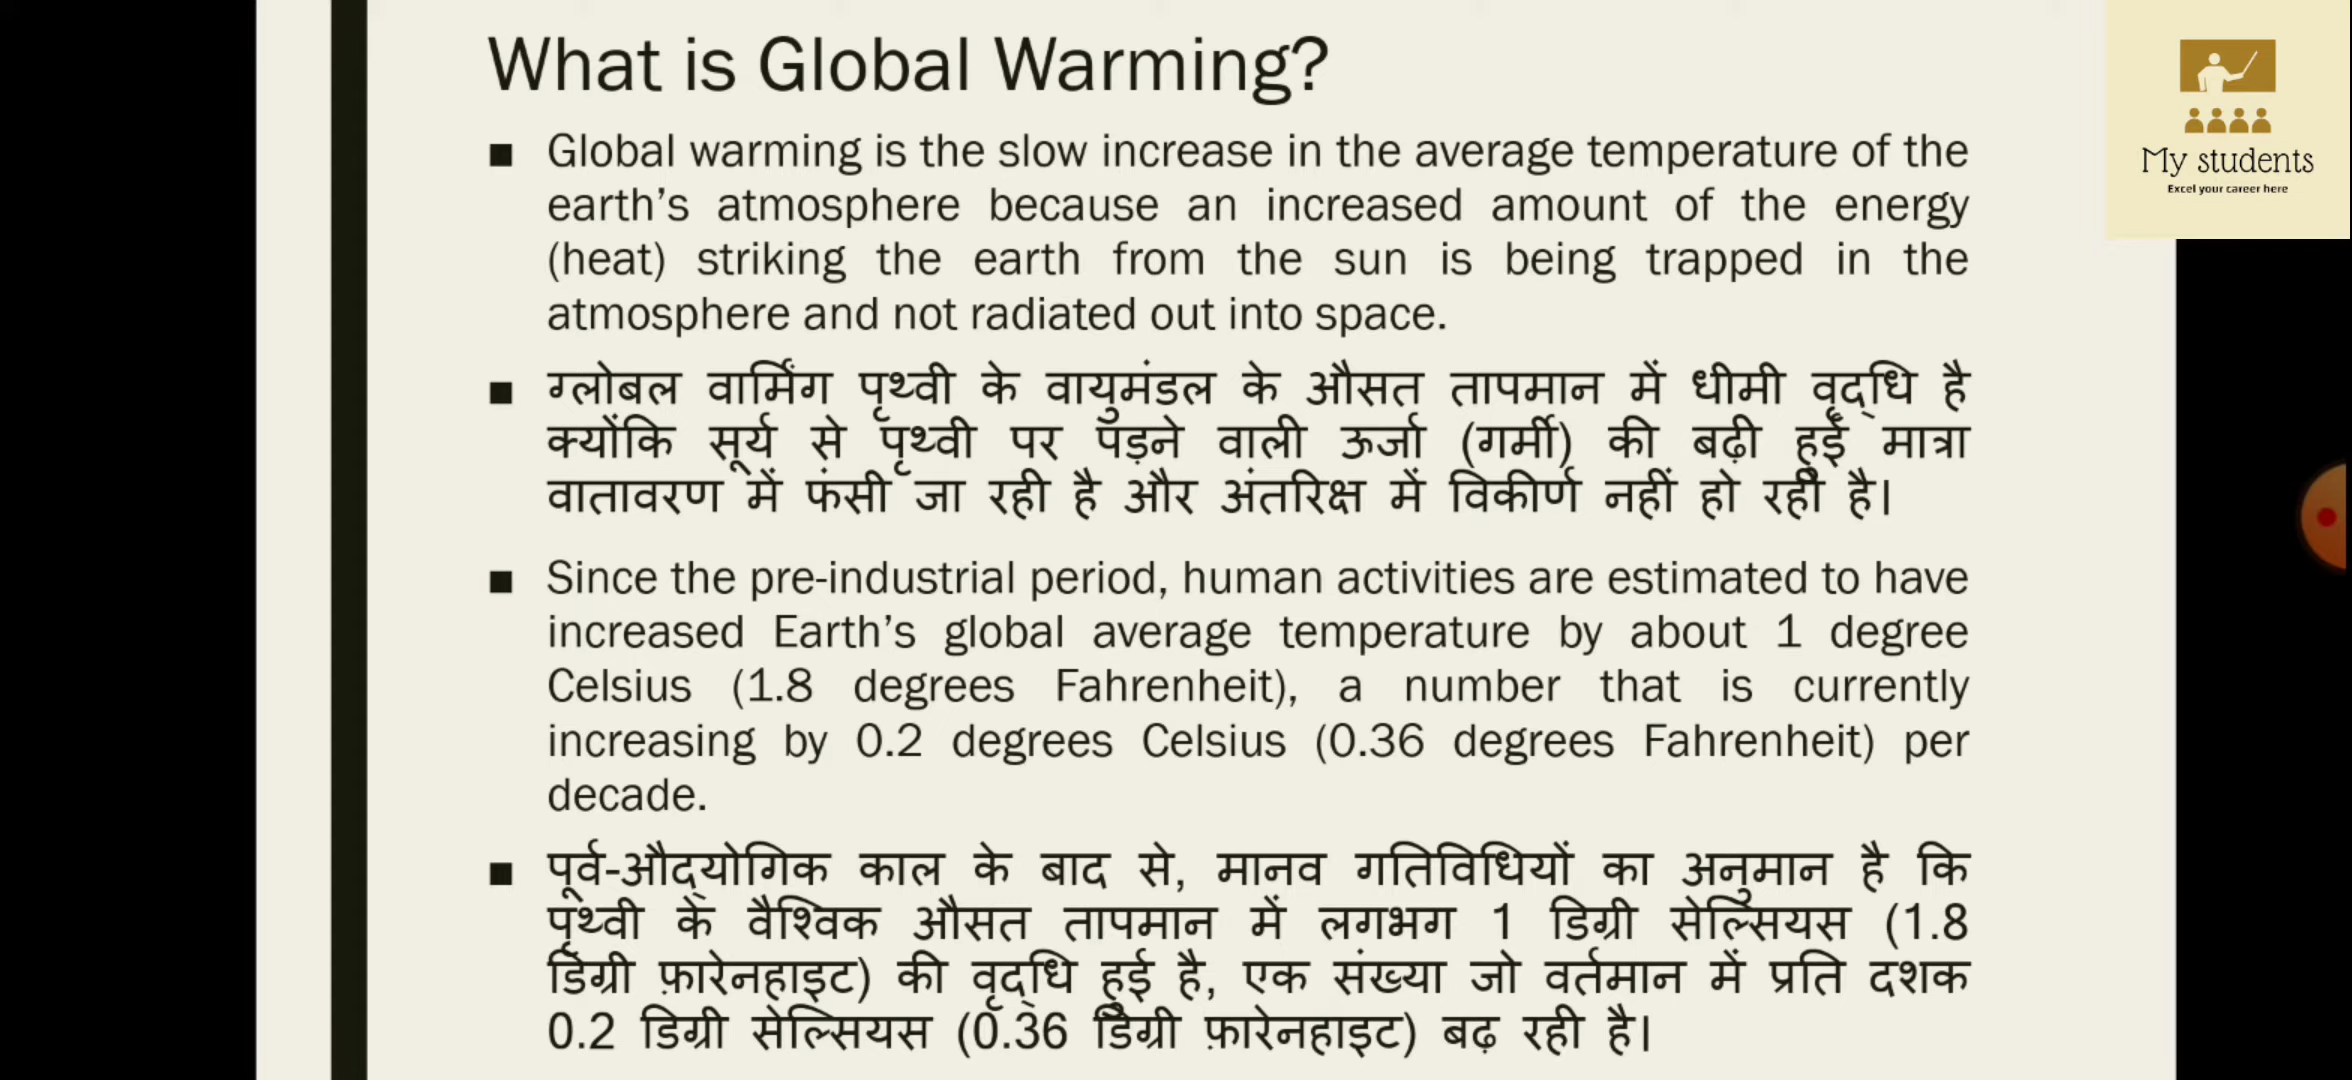 What is Global Warming?
My students
Excel your career here
■ Global warming is the slow increase in the average temperature of the
earth’s atmosphere because an increased amount of the energy
(heat) striking the earth from the sun is being trapped in the
atmosphere and not radiated out into space.
■ ग्लोबल वार्मिंग पृथ्वी के वायुमंडल के औसत तापमान में धीमी वृद्धि है
क्योंकि सूर्य से पृथ्वी पर पड़ने वाली ऊर्जा (गर्मी) की बढ़ी हुई मात्रा
वातावरण में फंसी जा रही है और अंतरिक्ष में विकीर्ण नहीं हो रही है।
■ Since the pre-industrial period, human activities are estimated to have
increased Earth’s global average temperature by about 1 degree
Celsius (1.8 degrees Fahrenheit), a number that is currently
increasing by 0.2 degrees Celsius (0.36 degrees Fahrenheit) per
decade.
■ पूर्व-औद्योगिक काल के बाद से, मानव गतिविधियों का अनुमान है कि
पृथ्वी के वैश्विक औसत तापमान में लगभग 1 डिग्री सेल्सियस (1.8
डिग्री फ़ारेनहाइट) की वृद्धि हुई है, एक संख्या जो वर्तमान में प्रति दशक
0.2 डिग्री सेल्सियस (0.36 डिग्री फ़ारेनहाइट) बढ़ रही है।